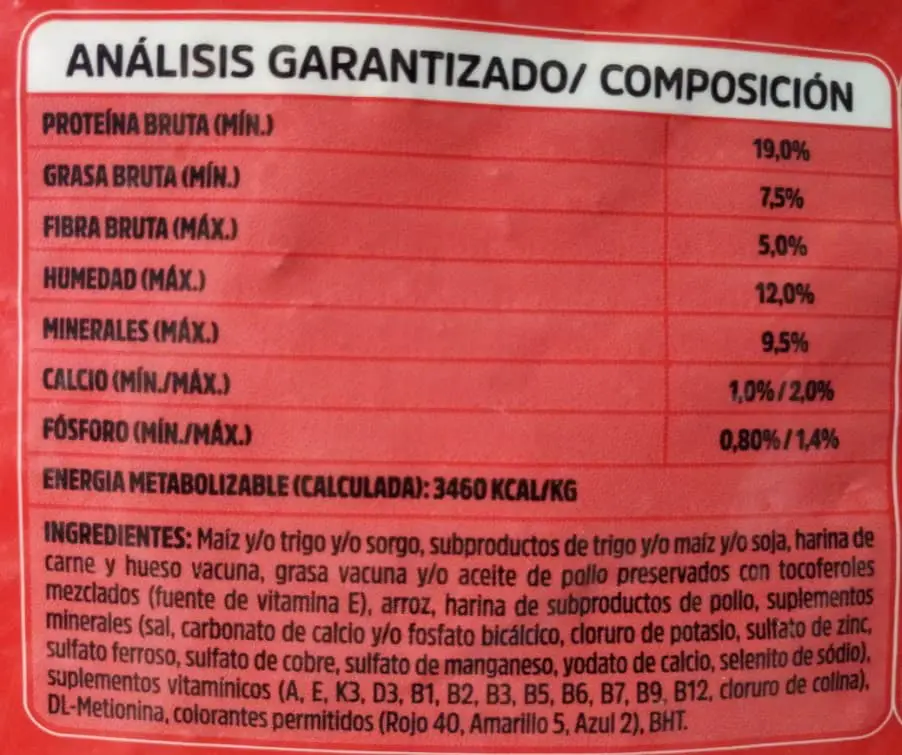 ANÁLISIS GARANTIZADO/ COMPOSICIÓN
PROTEÍNA BRUTA (MÍN.) 19,0%
GRASA BRUTA (MÍN.) 7,5%
FIBRA BRUTA (MÁX.) 5,0%
HUMEDAD (MÁX.) 12,0%
MINERALES (MÁX.) 9,5%
CALCIO (MÍN./MÁX.) 1,0% / 2,0%
FÓSFORO (MÍN./MÁX.) 0,80% / 1,4%
ENERGIA METABOLIZABLE (CALCULADA): 3460 KCAL/KG
INGREDIENTES: Maíz y/o trigo y/o sorgo, subproductos de trigo y/o maíz y/o soja, harina de
carne y hueso vacuna, grasa vacuna y/o aceite de pollo preservados con tocoferoles
mezclados (fuente de vitamina E), arroz, harina de subproductos de pollo, suplementos
minerales (sal, carbonato de calcio y/o fosfato bicálcico, cloruro de potasio, sulfato de zinc,
sulfato ferroso, sulfato de cobre, sulfato de manganeso, yodato de calcio, selenito de sódio),
suplementos vitamínicos (A, E, K3, D3, B1, B2, B3, B5, B6, B7, B9, B12, cloruro de colina),
DL-Metionina, colorantes permitidos (Rojo 40, Amarillo 5, Azul 2), BHT.